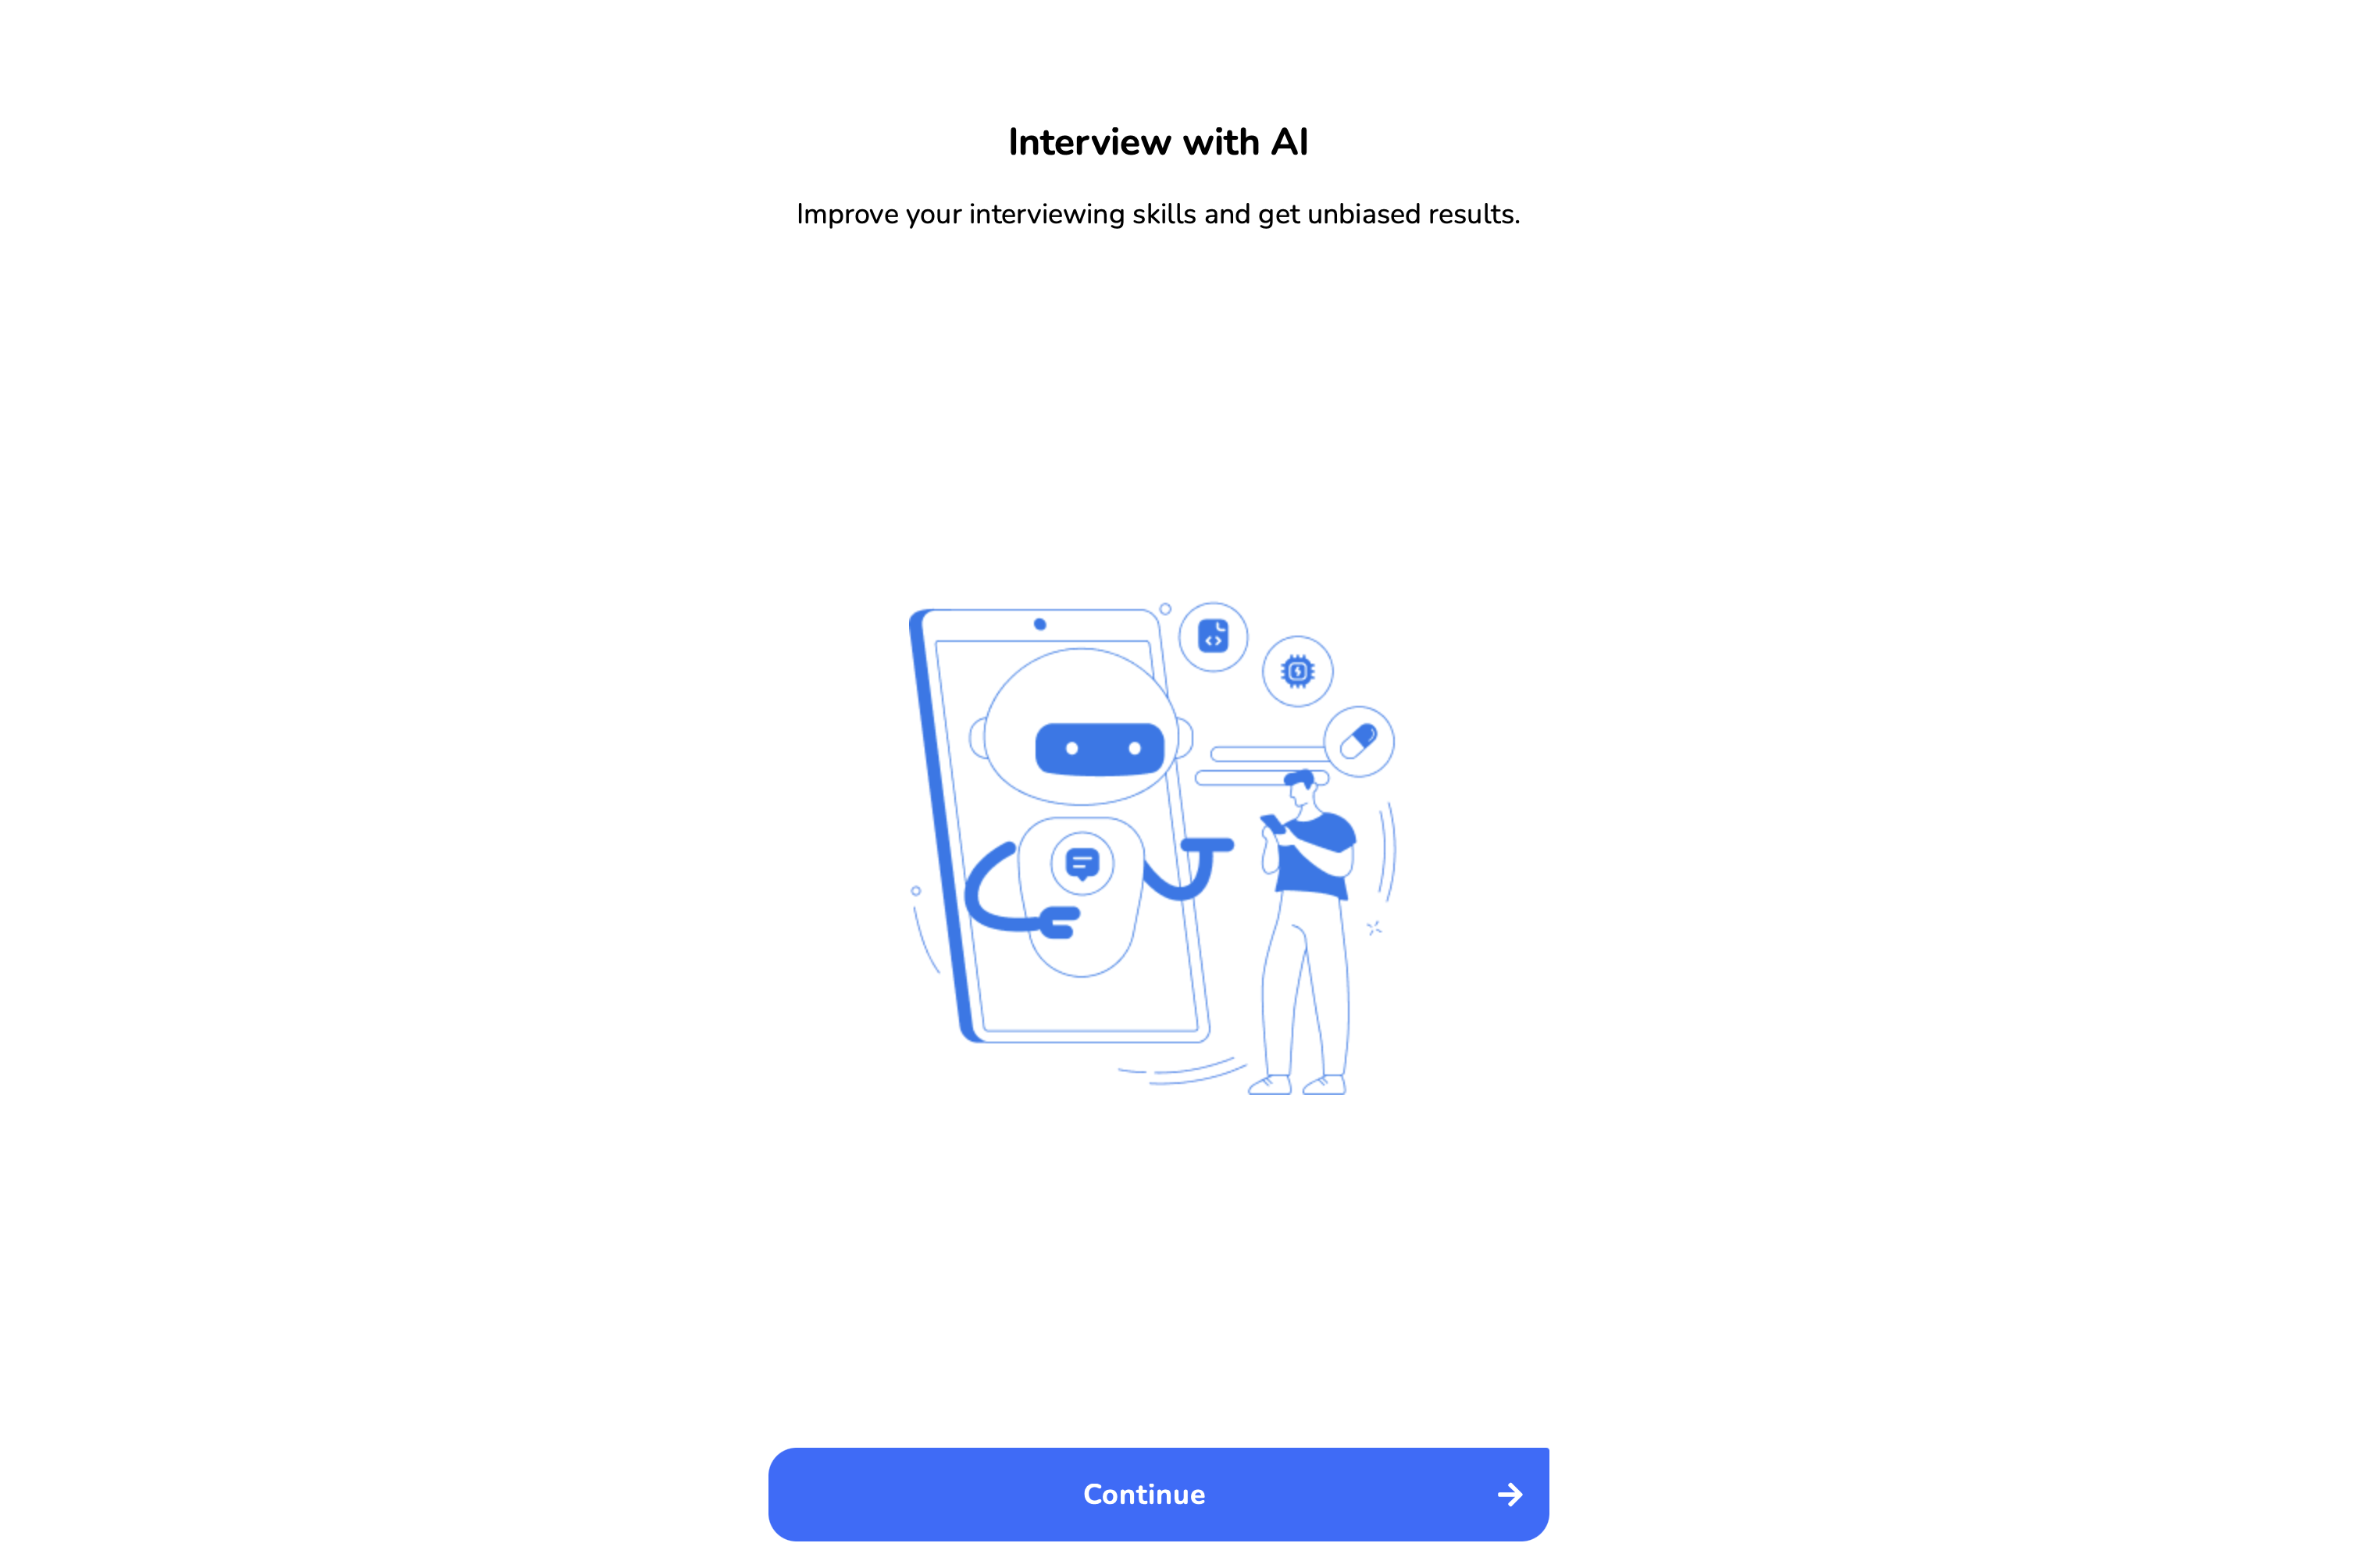 Interview with AI
Improve your interviewing skills and get unbiased results.
Continue